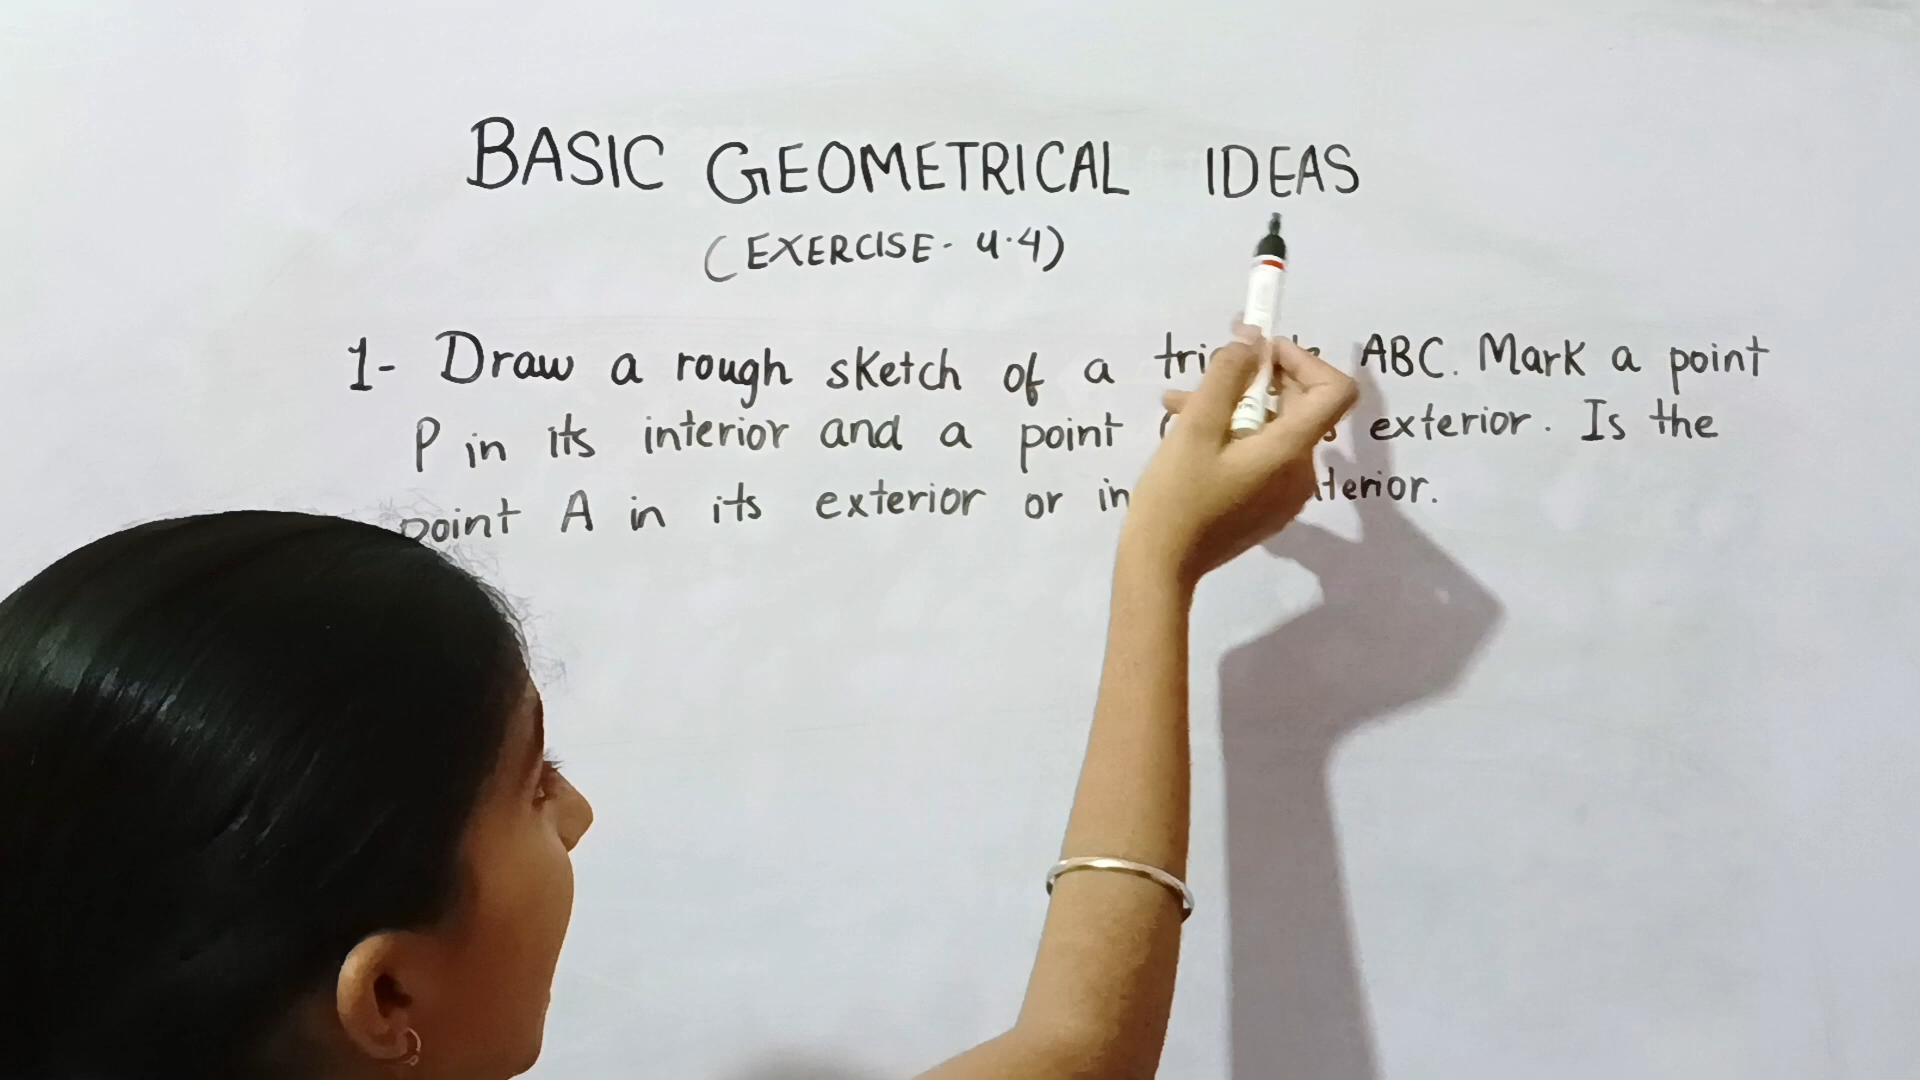 BASIC GEOMETRICAL IDEAS
(EXERCISE- 4.4)
1- Draw a rough sketch of a ABC. Mark a point
P in its interior and a point exterior. Is the
point A in its exterior or in